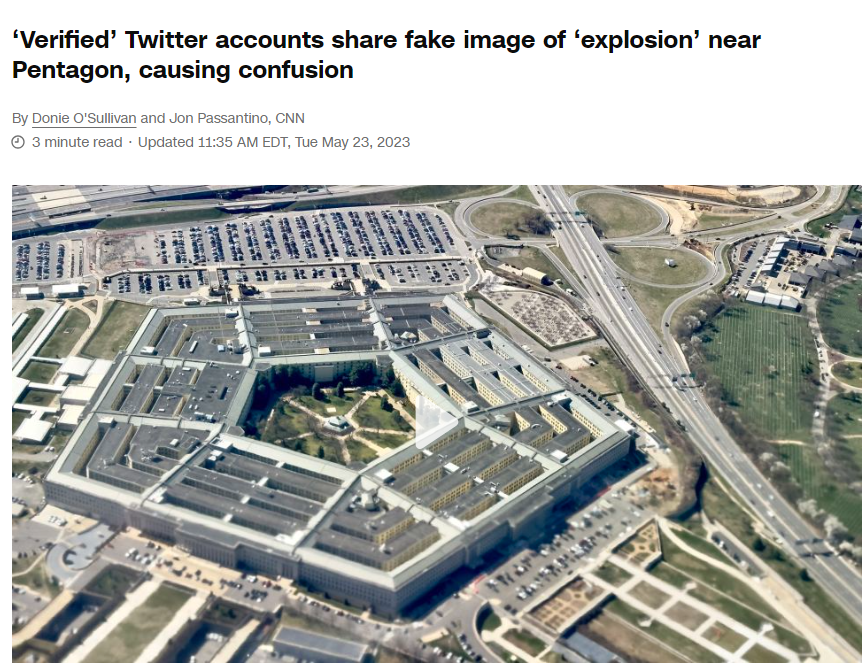 ‘Verified’ Twitter accounts share fake image of ‘explosion’ near
Pentagon, causing confusion
By Donie O'Sullivan and Jon Passantino, CNN
3 minute read · Updated 11:35 AM EDT, Tue May 23, 2023